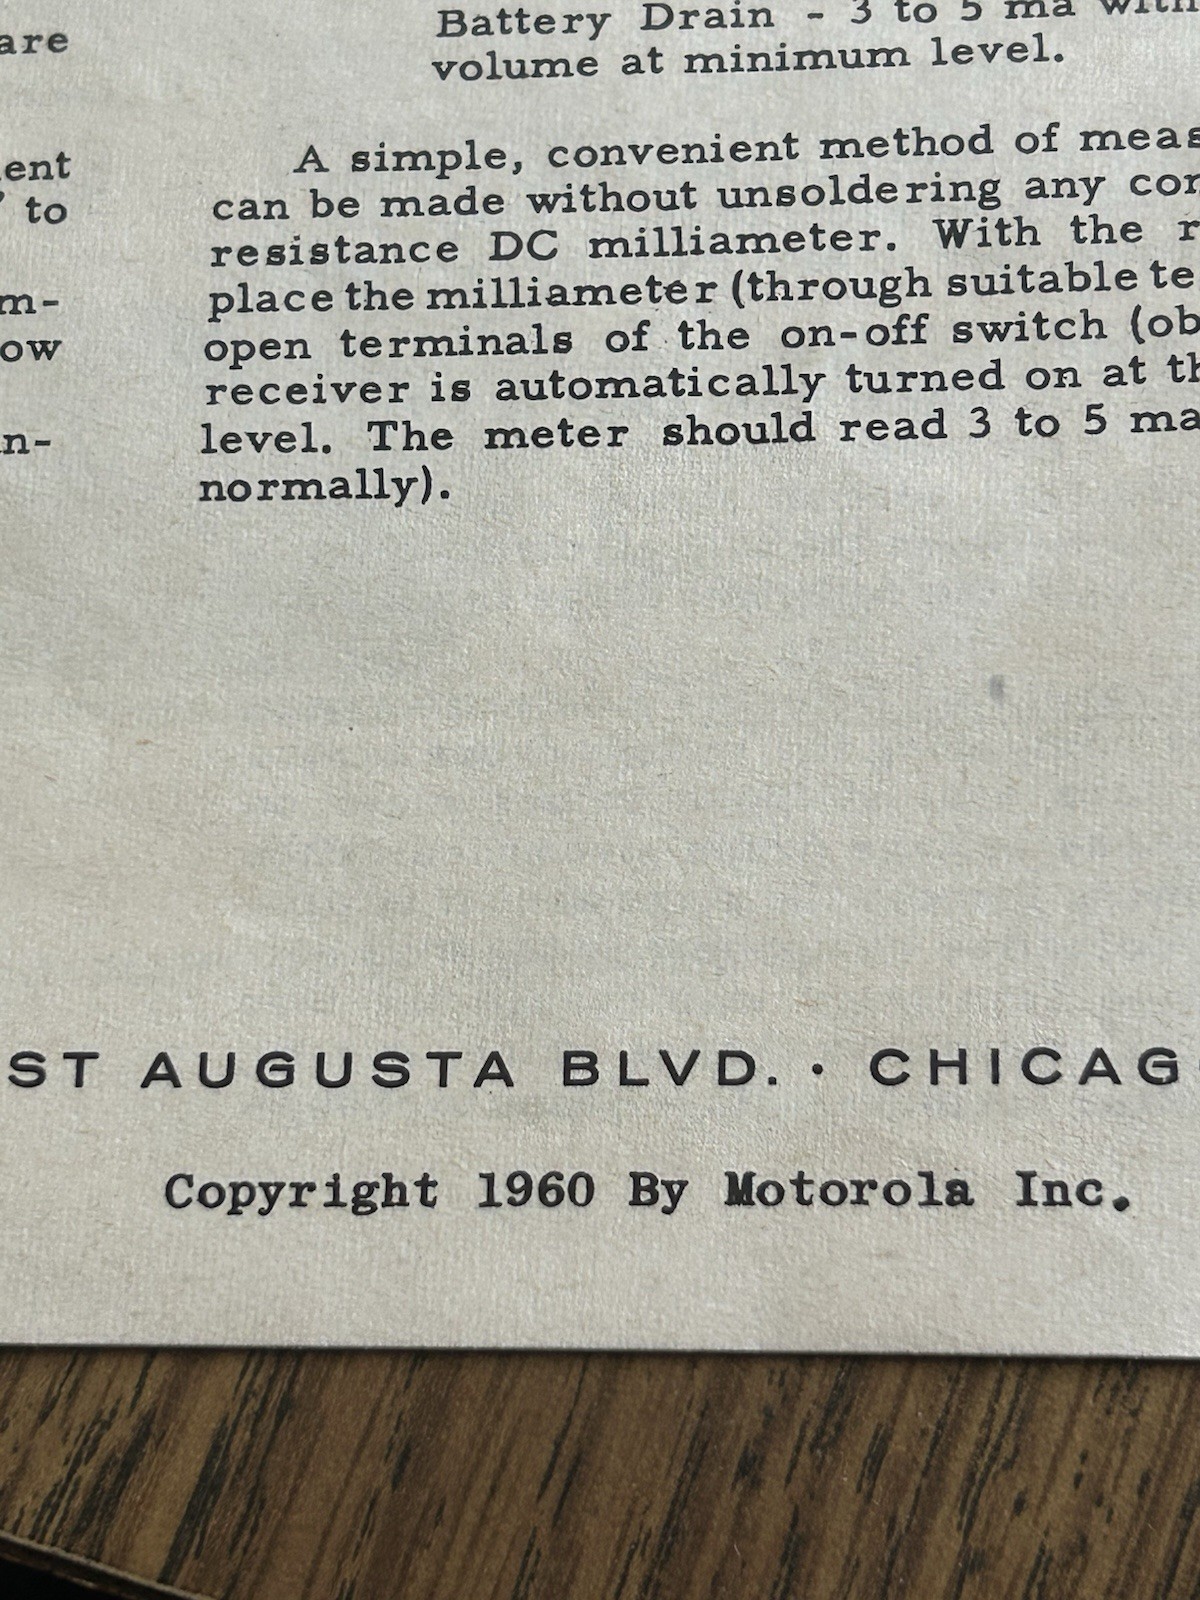 are
ent
to
m-
ow
n-
Battery Drain - 3 to 5 ma with
volume at minimum level.
A simple, convenient method of meas
can be made without unsoldering any con
resistance DC milliameter. With the r
place the milliameter (through suitable te
open terminals of the on-off switch (ob
receiver is automatically turned on at th
level. The meter should read 3 to 5 ma
normally).
ST AUGUSTA BLVD. • CHICAG
Copyright 1960 By Motorola Inc.